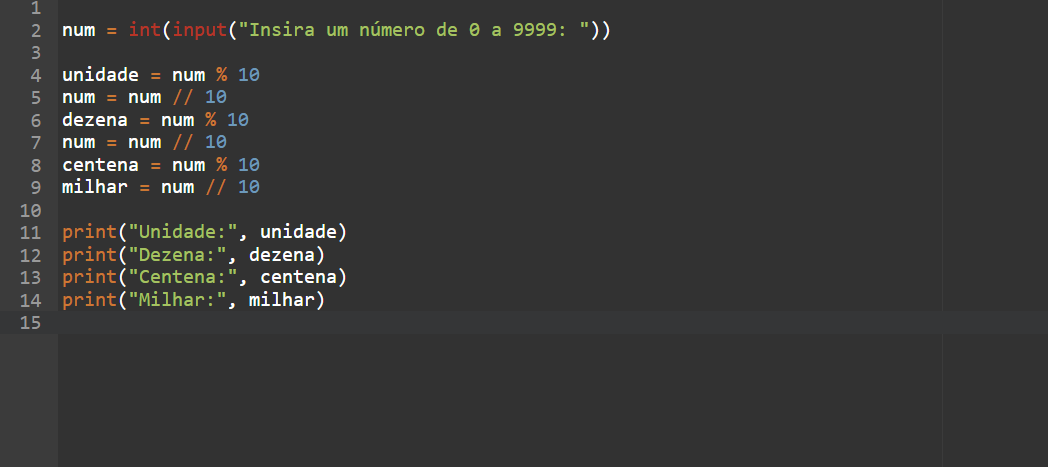 1
2 num = int(input("Insira um número de 0 a 9999: "))
3
4 unidade = num % 10
5 num = num // 10
6 dezena = num % 10
7 num = num // 10
8 centena = num % 10
9 milhar = num // 10
10
11 print("Unidade:", unidade)
12 print("Dezena:", dezena)
13 print("Centena:", centena)
14 print("Milhar:", milhar)
15